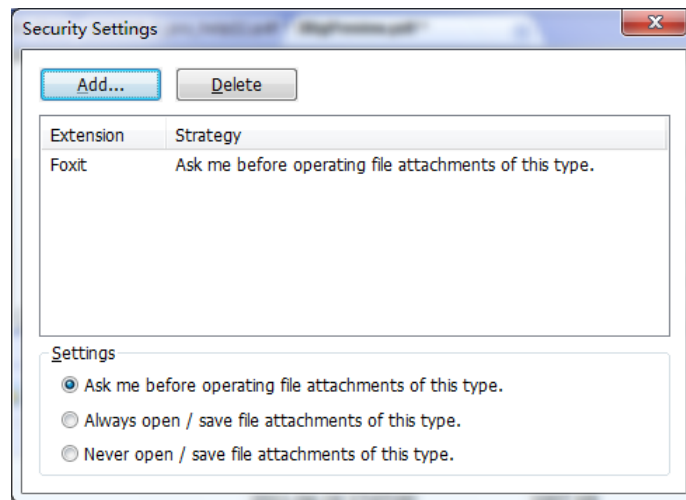 Security Settings
Add... Delete
Extension Strategy
Foxit Ask me before operating file attachments of this type.
Settings
Ask me before operating file attachments of this type.
Always open / save file attachments of this type.
Never open / save file attachments of this type.